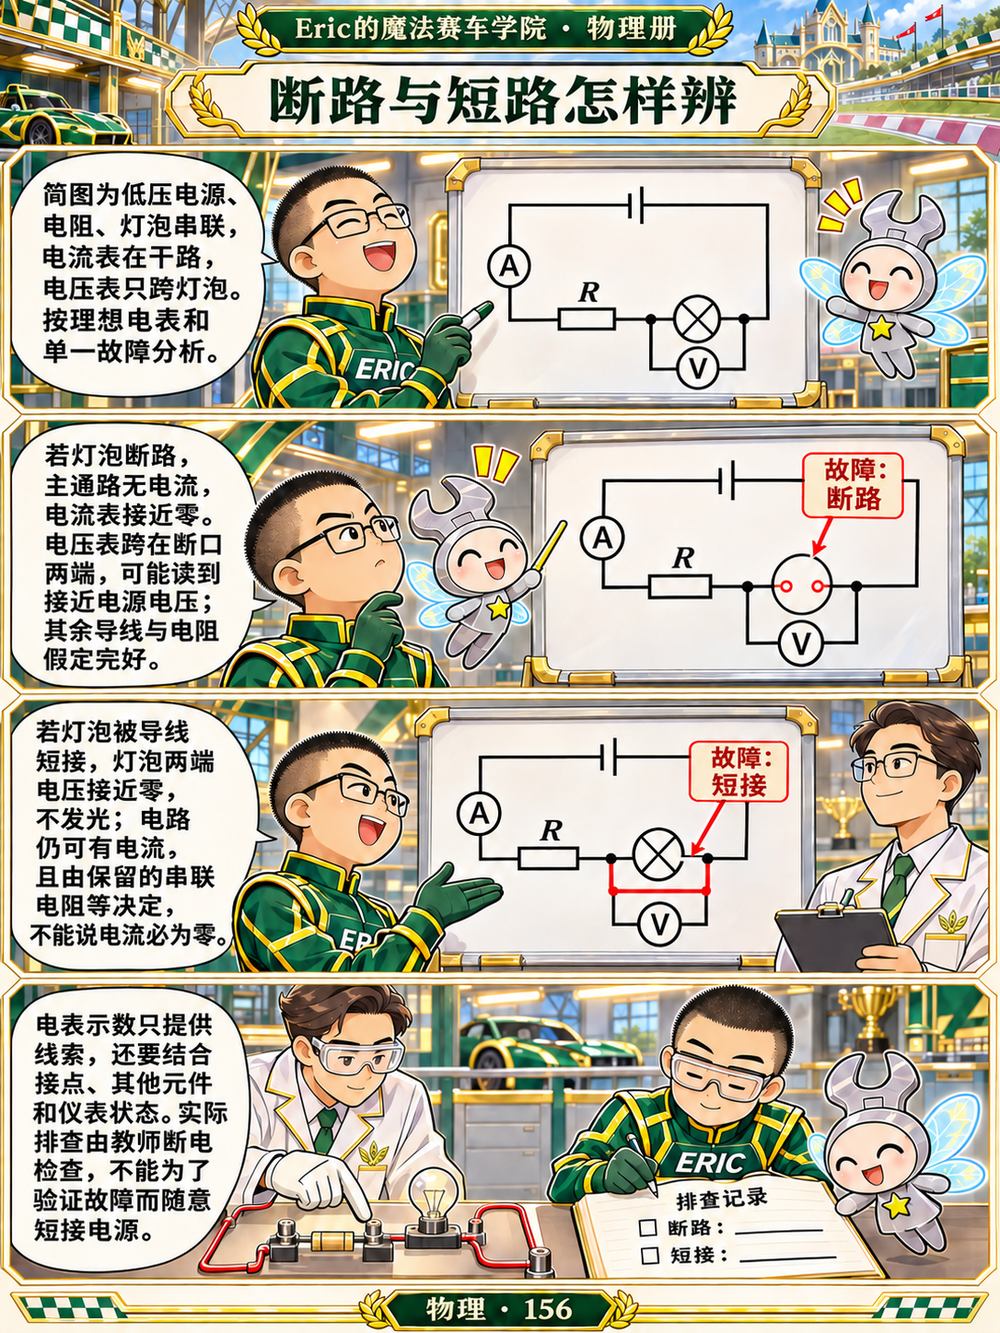 Eric的魔法赛车学院 · 物理册
断路与短路怎样辨
简图为低压电源、
电阻、灯泡串联，
电流表在干路，
电压表只跨灯泡。
按理想电表和
单一故障分析。
ERIC
A
R
V
若灯泡断路，
主通路无电流，
电流表接近零。
电压表跨在断口
两端，可能读到
接近电源电压；
其余导线与电阻
假定完好。
故障：
断路
A
R
V
若灯泡被导线
短接，灯泡两端
电压接近零，
不发光；电路
仍可有电流，
且由保留的串联
电阻等决定，
不能说电流必为零。
ER
故障：
短接
A
R
V
电表示数只提供
线索，还要结合
接点、其他元件
和仪表状态。实际
排查由教师断电
检查，不能为了
验证故障而随意
短接电源。
ERIC
排查记录
断路：
短接：
物理 · 156